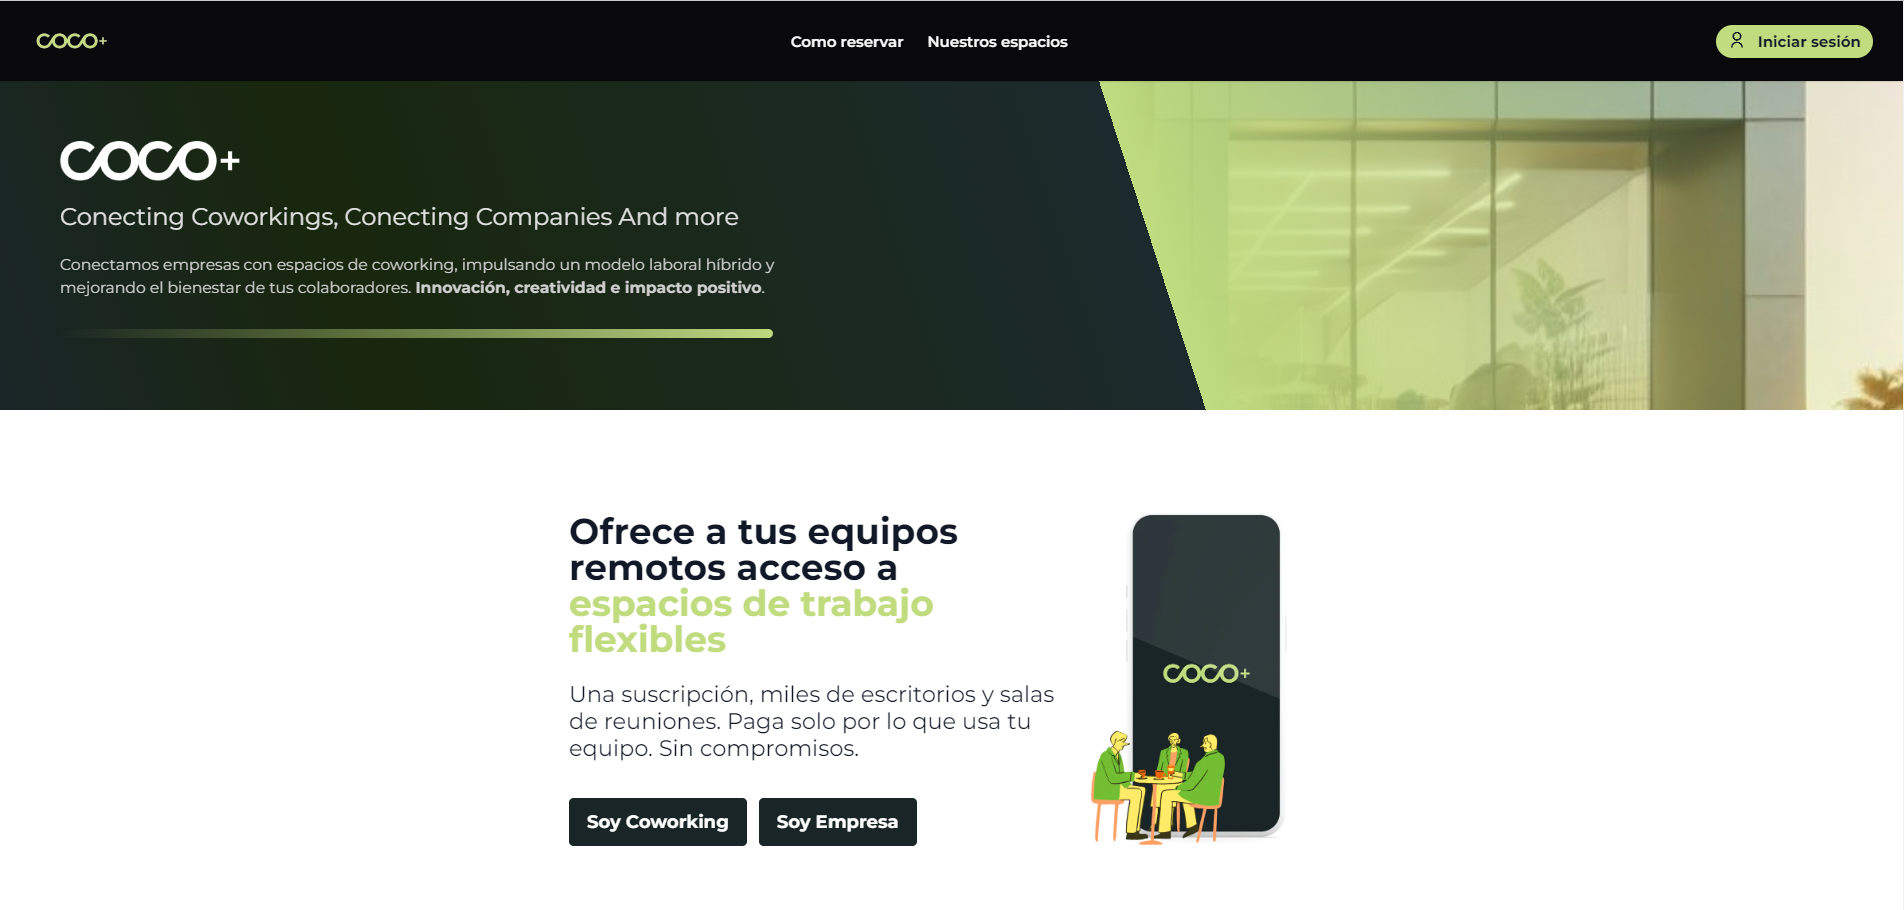 COCO+
Como reservar
Nuestros espacios
Iniciar sesión
COCO+
Conecting Coworkings, Conecting Companies And more
Conectamos empresas con espacios de coworking, impulsando un modelo laboral híbrido y
mejorando el bienestar de tus colaboradores. Innovación, creatividad e impacto positivo.
Ofrece a tus equipos
remotos acceso a
espacios de trabajo
flexibles
Una suscripción, miles de escritorios y salas
de reuniones. Paga solo por lo que usa tu
equipo. Sin compromisos.
Soy Coworking
Soy Empresa
COCO+